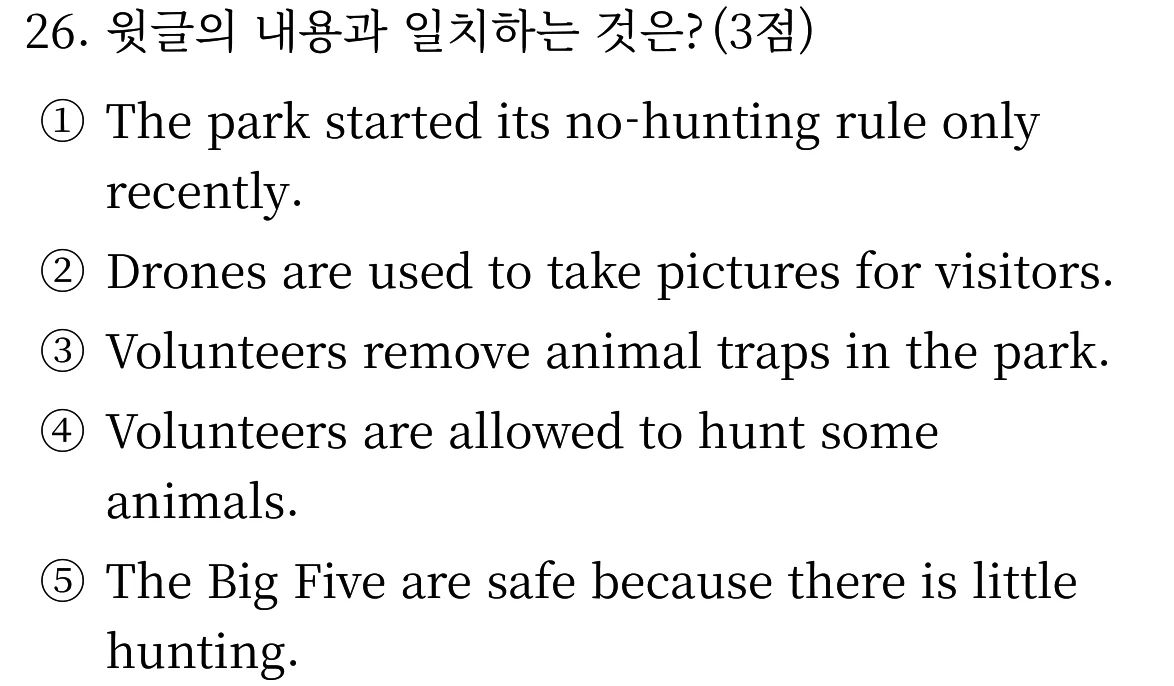 26. 윗글의 내용과 일치하는 것은? (3점)
① The park started its no-hunting rule only
recently.
② Drones are used to take pictures for visitors.
③ Volunteers remove animal traps in the park.
④ Volunteers are allowed to hunt some
animals.
⑤ The Big Five are safe because there is little
hunting.